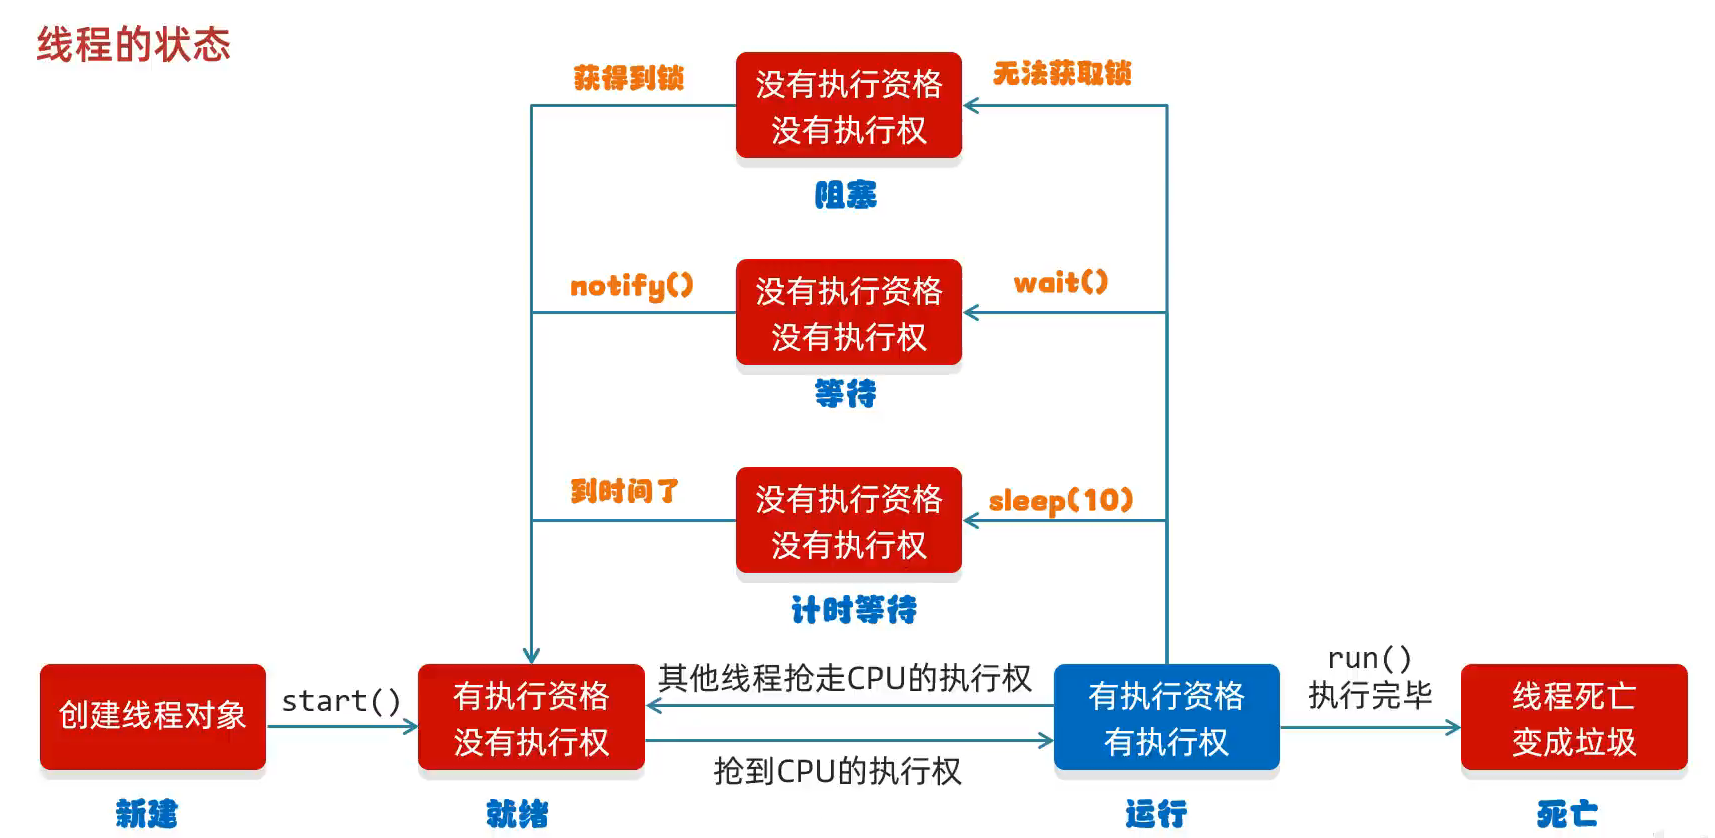 线程的状态
获得到锁
没有执行资格
没有执行权
无法获取锁
阻塞
notify()
没有执行资格
没有执行权
wait()
等待
到时间了
没有执行资格
没有执行权
sleep(10)
计时等待
创建线程对象
start()
有执行资格
没有执行权
其他线程抢走CPU的执行权
抢到CPU的执行权
有执行资格
有执行权
run()
执行完毕
线程死亡
变成垃圾
新建
就绪
运行
死亡